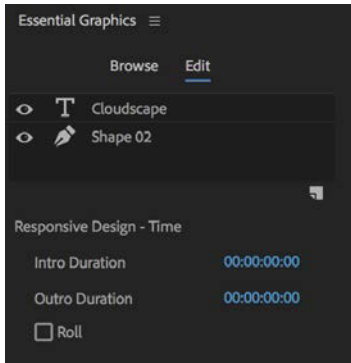 Essential Graphics
Browse Edit
Cloudscape
Shape 02
Responsive Design - Time
Intro Duration 00:00:00:00
Outro Duration 00:00:00:00
Roll